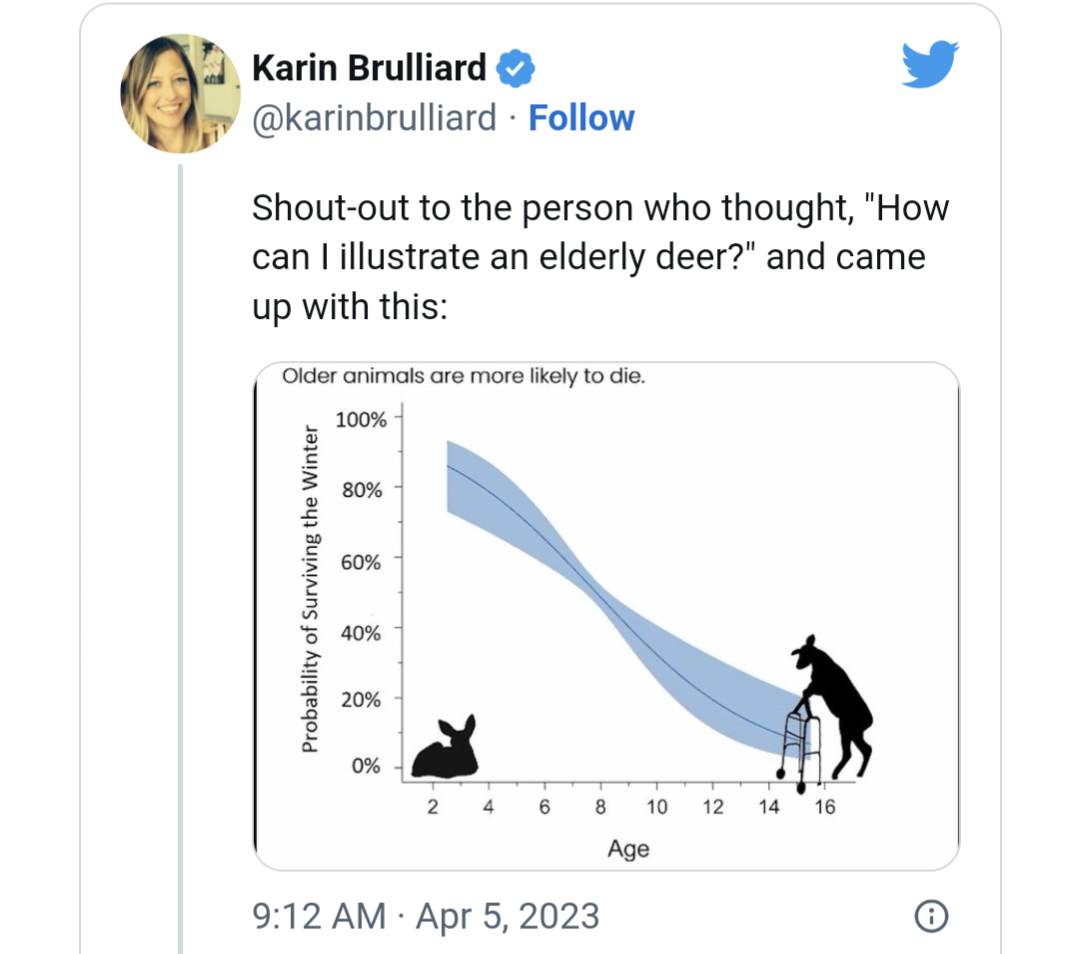 Karin Brulliard
@karinbrulliard · Follow
Shout-out to the person who thought, "How
can I illustrate an elderly deer?" and came
up with this:
Older animals are more likely to die.
Probability of Surviving the Winter
100%
80%
60%
40%
20%
0%
2 4 6 8 10 12 14 16
Age
9:12 AM · Apr 5, 2023